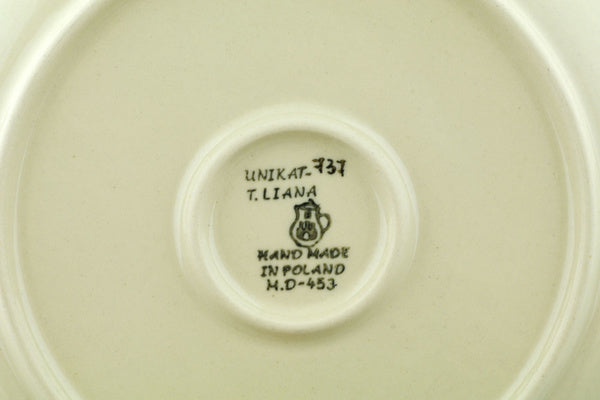 UNIKAT-737
T. LIANA
HAND MADE
IN POLAND
M.D-453